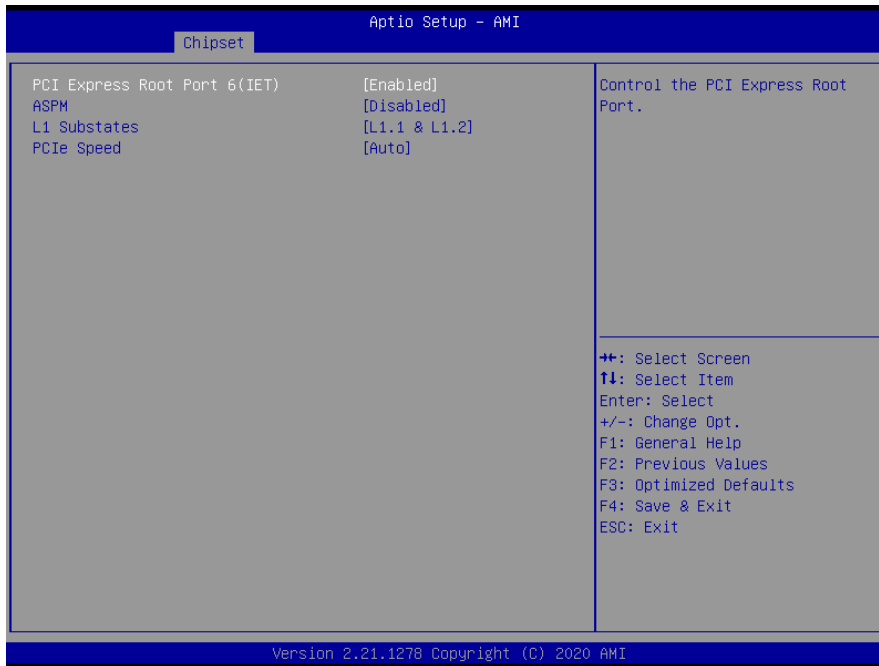 Aptio Setup – AMI
Chipset
PCI Express Root Port 6(IET) [Enabled]
ASPM [Disabled]
L1 Substates [L1.1 & L1.2]
PCIe Speed [Auto]
Control the PCI Express Root
Port.
→←: Select Screen
↑↓: Select Item
Enter: Select
+/-: Change Opt.
F1: General Help
F2: Previous Values
F3: Optimized Defaults
F4: Save & Exit
ESC: Exit
Version 2.21.1278 Copyright (C) 2020 AMI